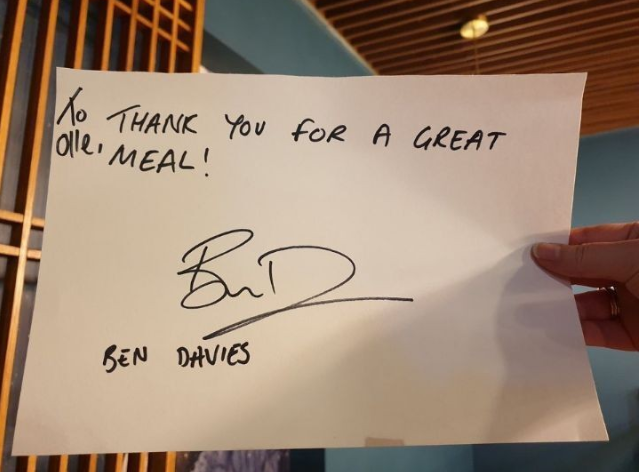 To THANK YOU FOR A GREAT
Olle, MEAL!
BEN DAVIES